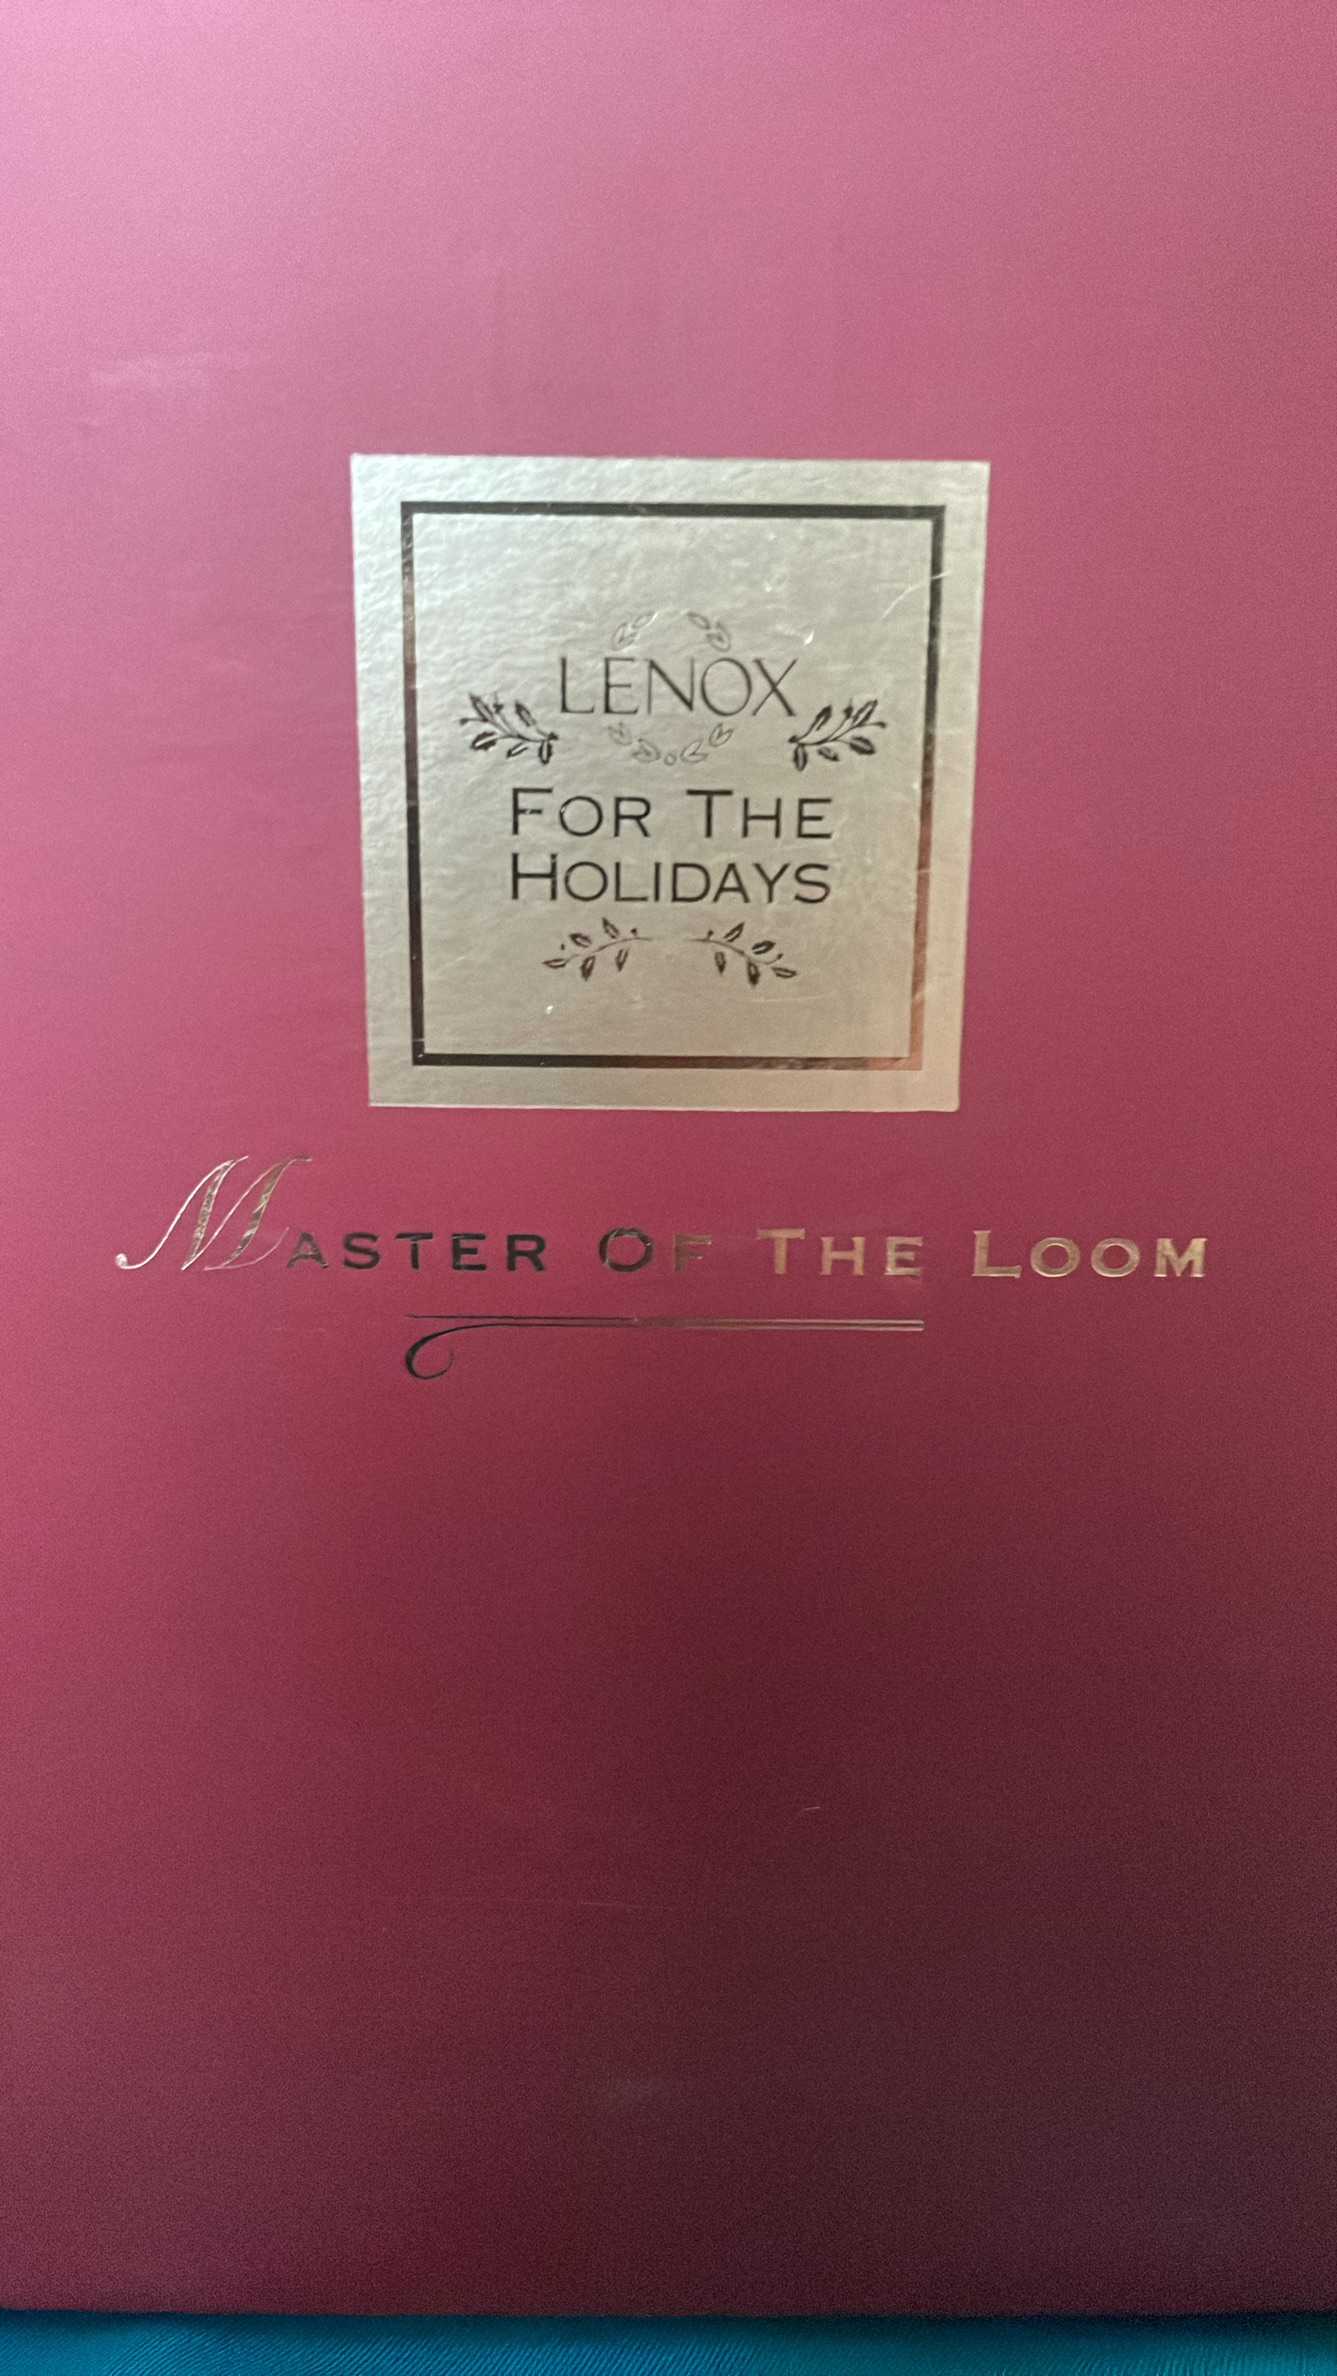 LENOX
FOR THE
HOLIDAYS
MASTER OF THE LOOM